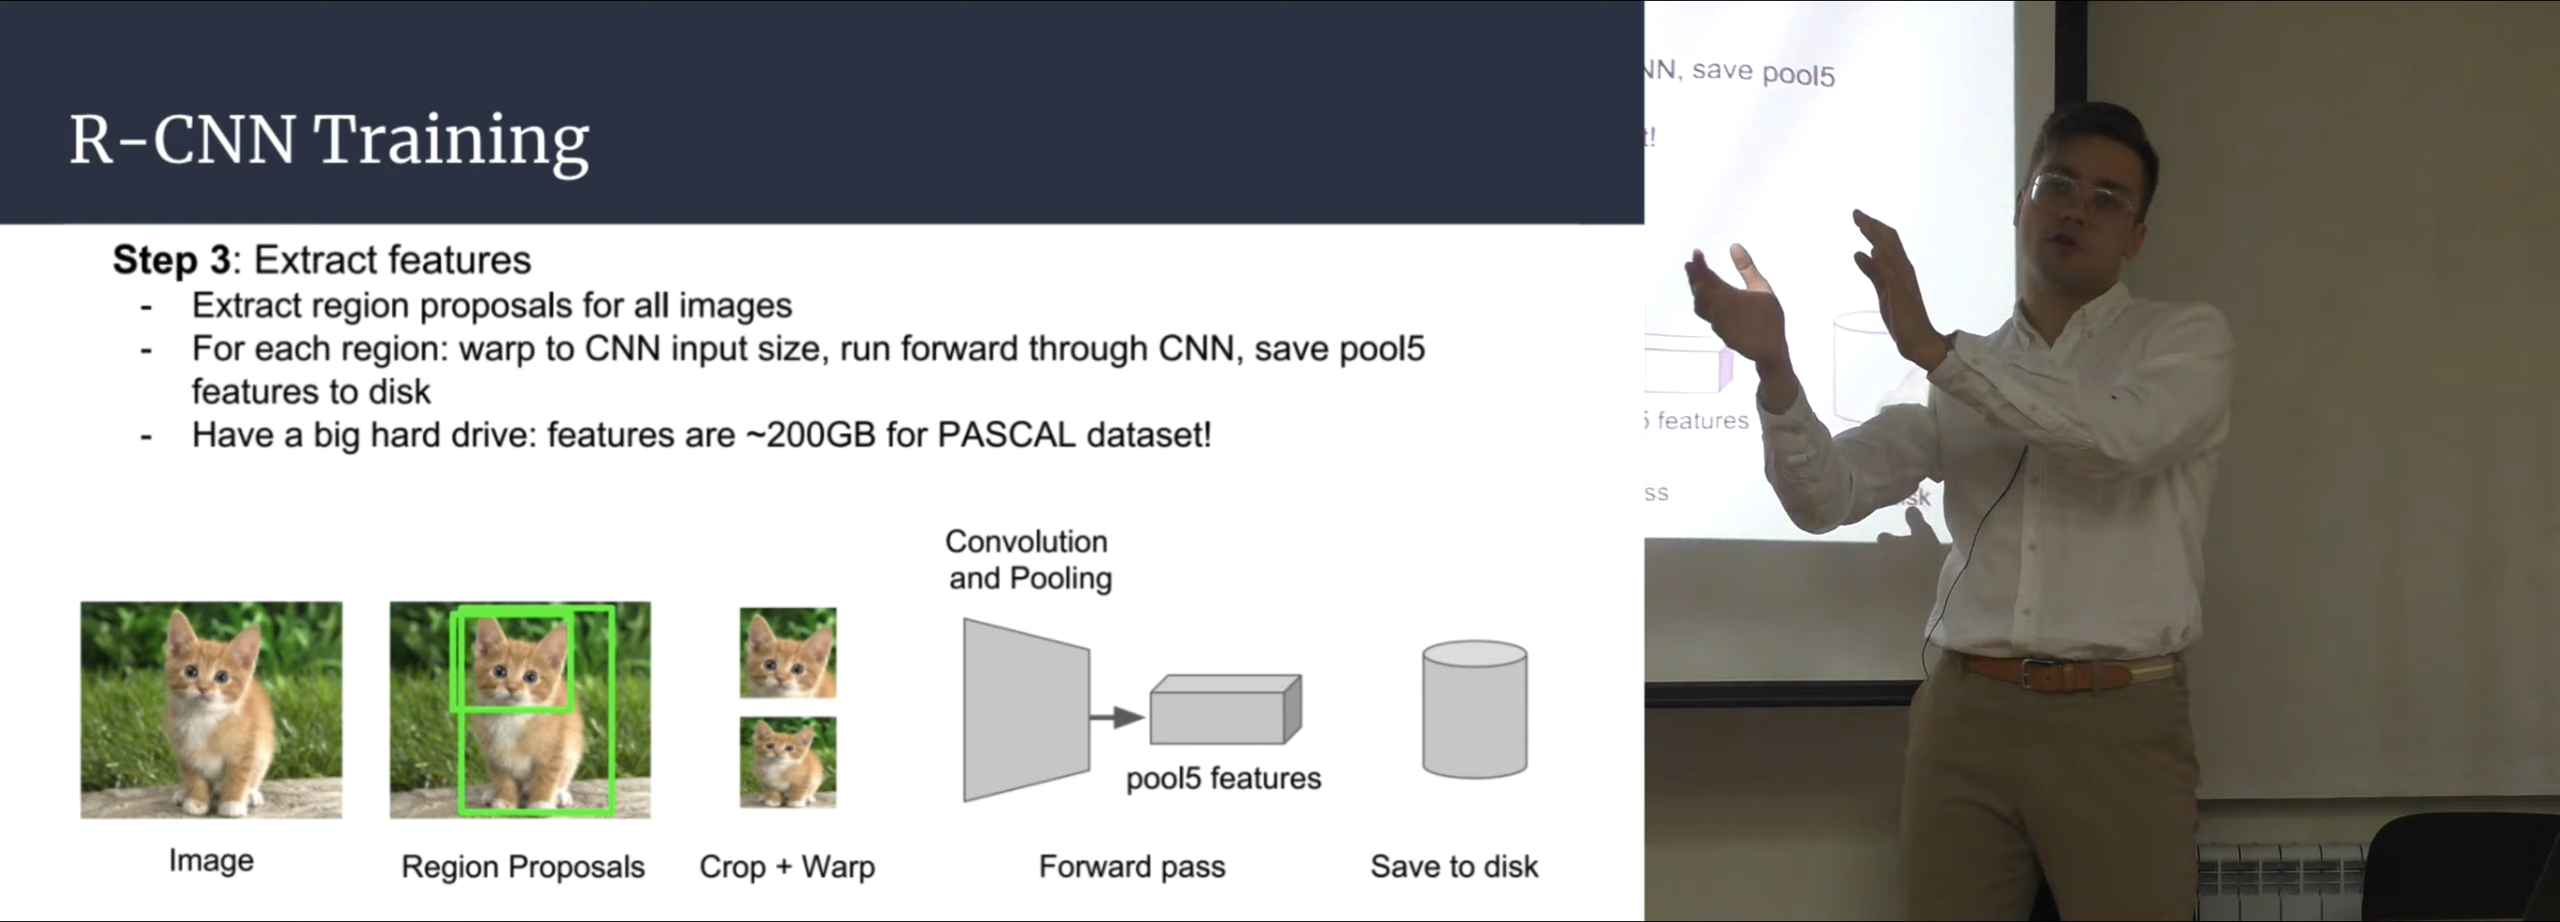 R-CNN Training
Step 3: Extract features
- Extract region proposals for all images
- For each region: warp to CNN input size, run forward through CNN, save pool5
features to disk
- Have a big hard drive: features are ~200GB for PASCAL dataset!
Convolution
and Pooling
pool5 features
Image
Region Proposals
Crop + Warp
Forward pass
Save to disk
NN, save pool5
t!
5 features
ss
sk